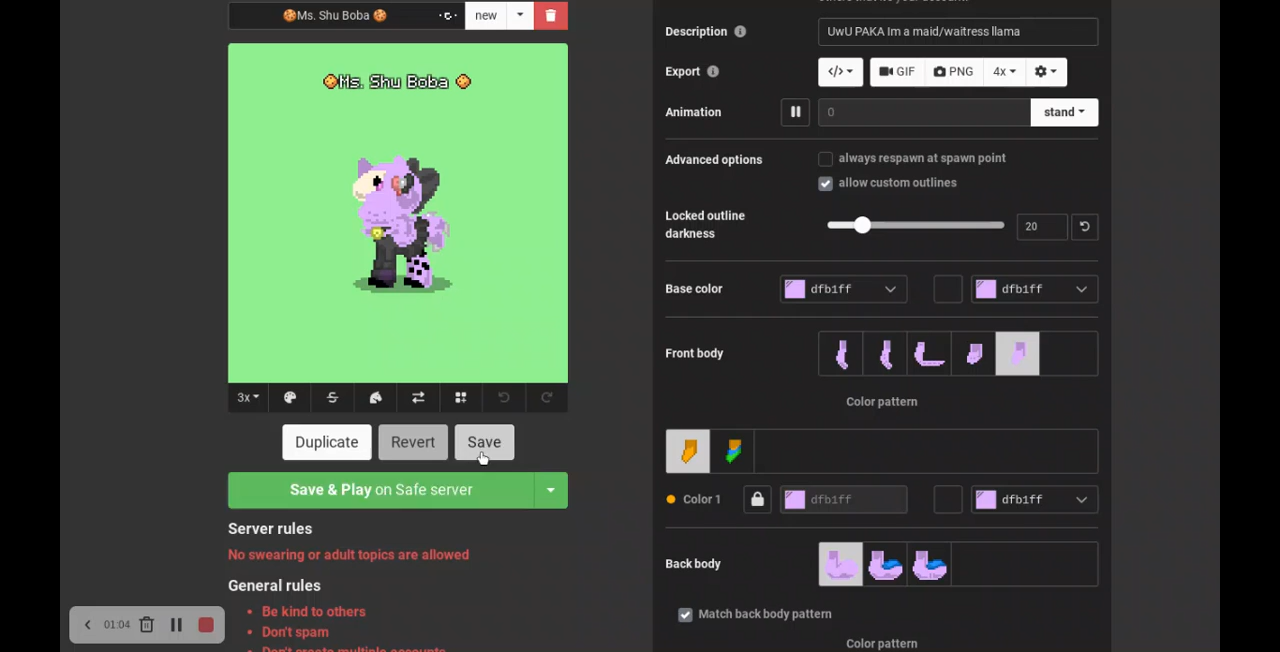 🍪Ms. Shu Boba 🍪
new
🍪Ms. Shu Boba 🍪
3x
Duplicate
Revert
Save
Save & Play on Safe server
Server rules
No swearing or adult topics are allowed
General rules
Be kind to others
Don't spam
01:04
Description
UwU PAKA Im a maid/waitress llama
Export
</>
GIF
PNG
4x
Animation
0
stand
Advanced options
always respawn at spawn point
allow custom outlines
Locked outline
darkness
20
Base color
dfb1ff
dfb1ff
Front body
Color pattern
Color 1
dfb1ff
dfb1ff
Back body
Match back body pattern
Color pattern